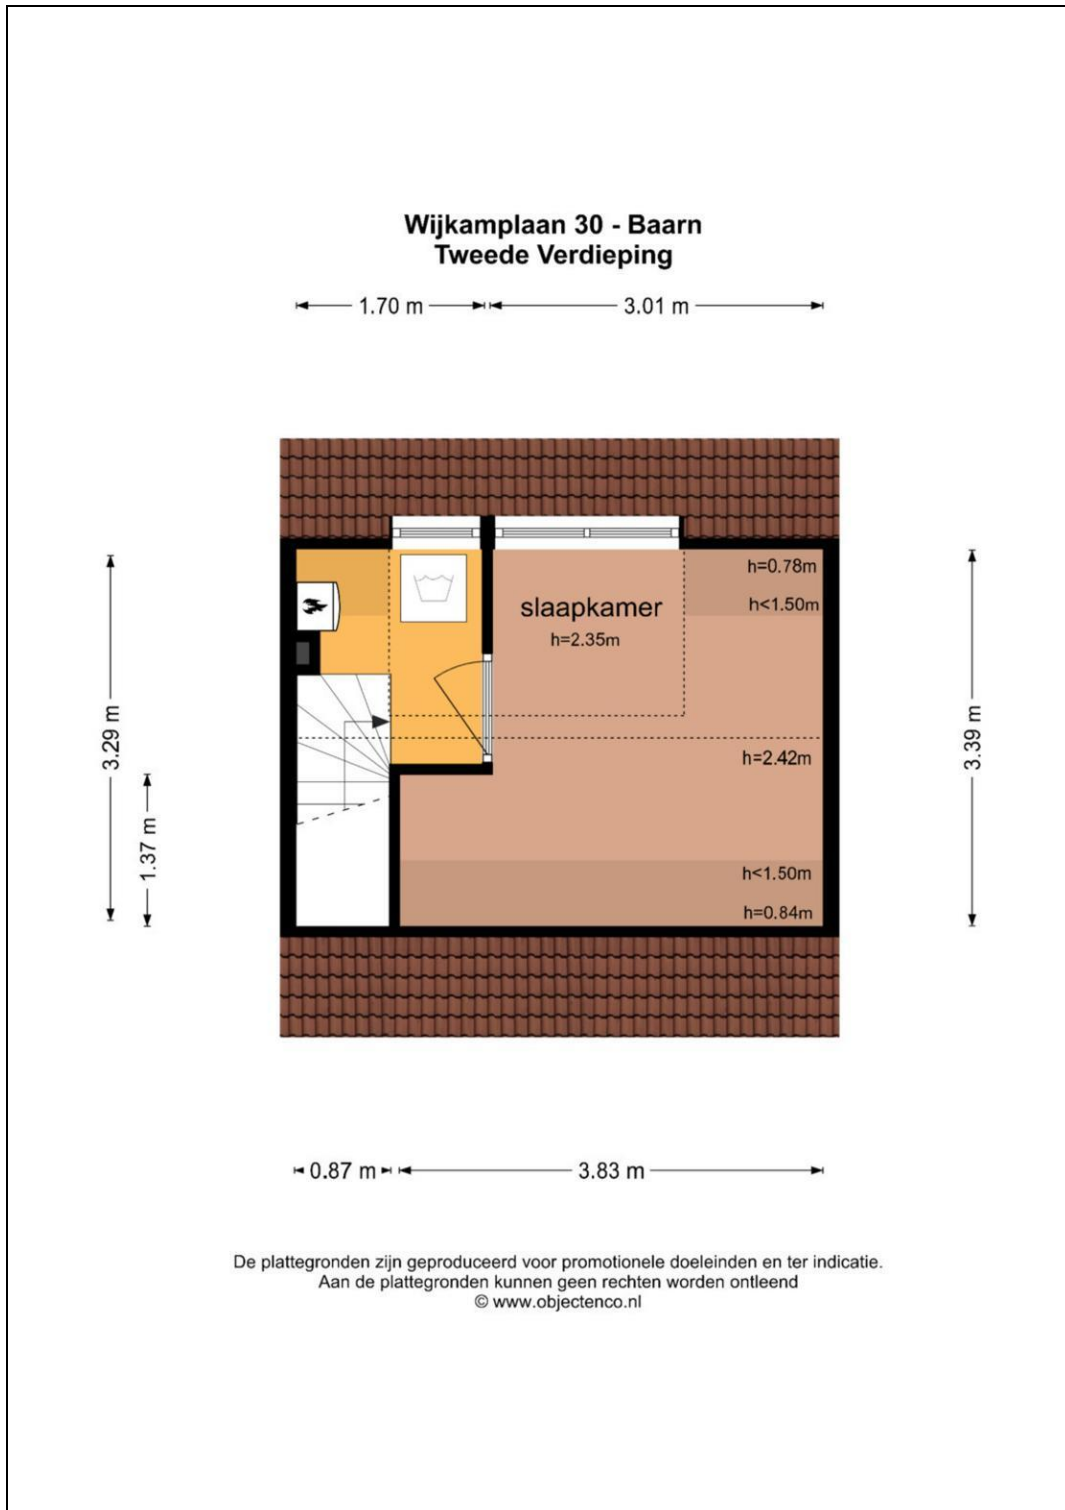 Wijkamplaan 30 - Baarn
Tweede Verdieping
1.70 m
3.01 m
h=0.78m
h<1.50m
slaapkamer
h=2.35m
3.29 m
3.39 m
h=2.42m
1.37 m
h<1.50m
h=0.84m
0.87 m
3.83 m
De plattegronden zijn geproduceerd voor promotionele doeleinden en ter indicatie.
Aan de plattegronden kunnen geen rechten worden ontleend
© www.objectenco.nl